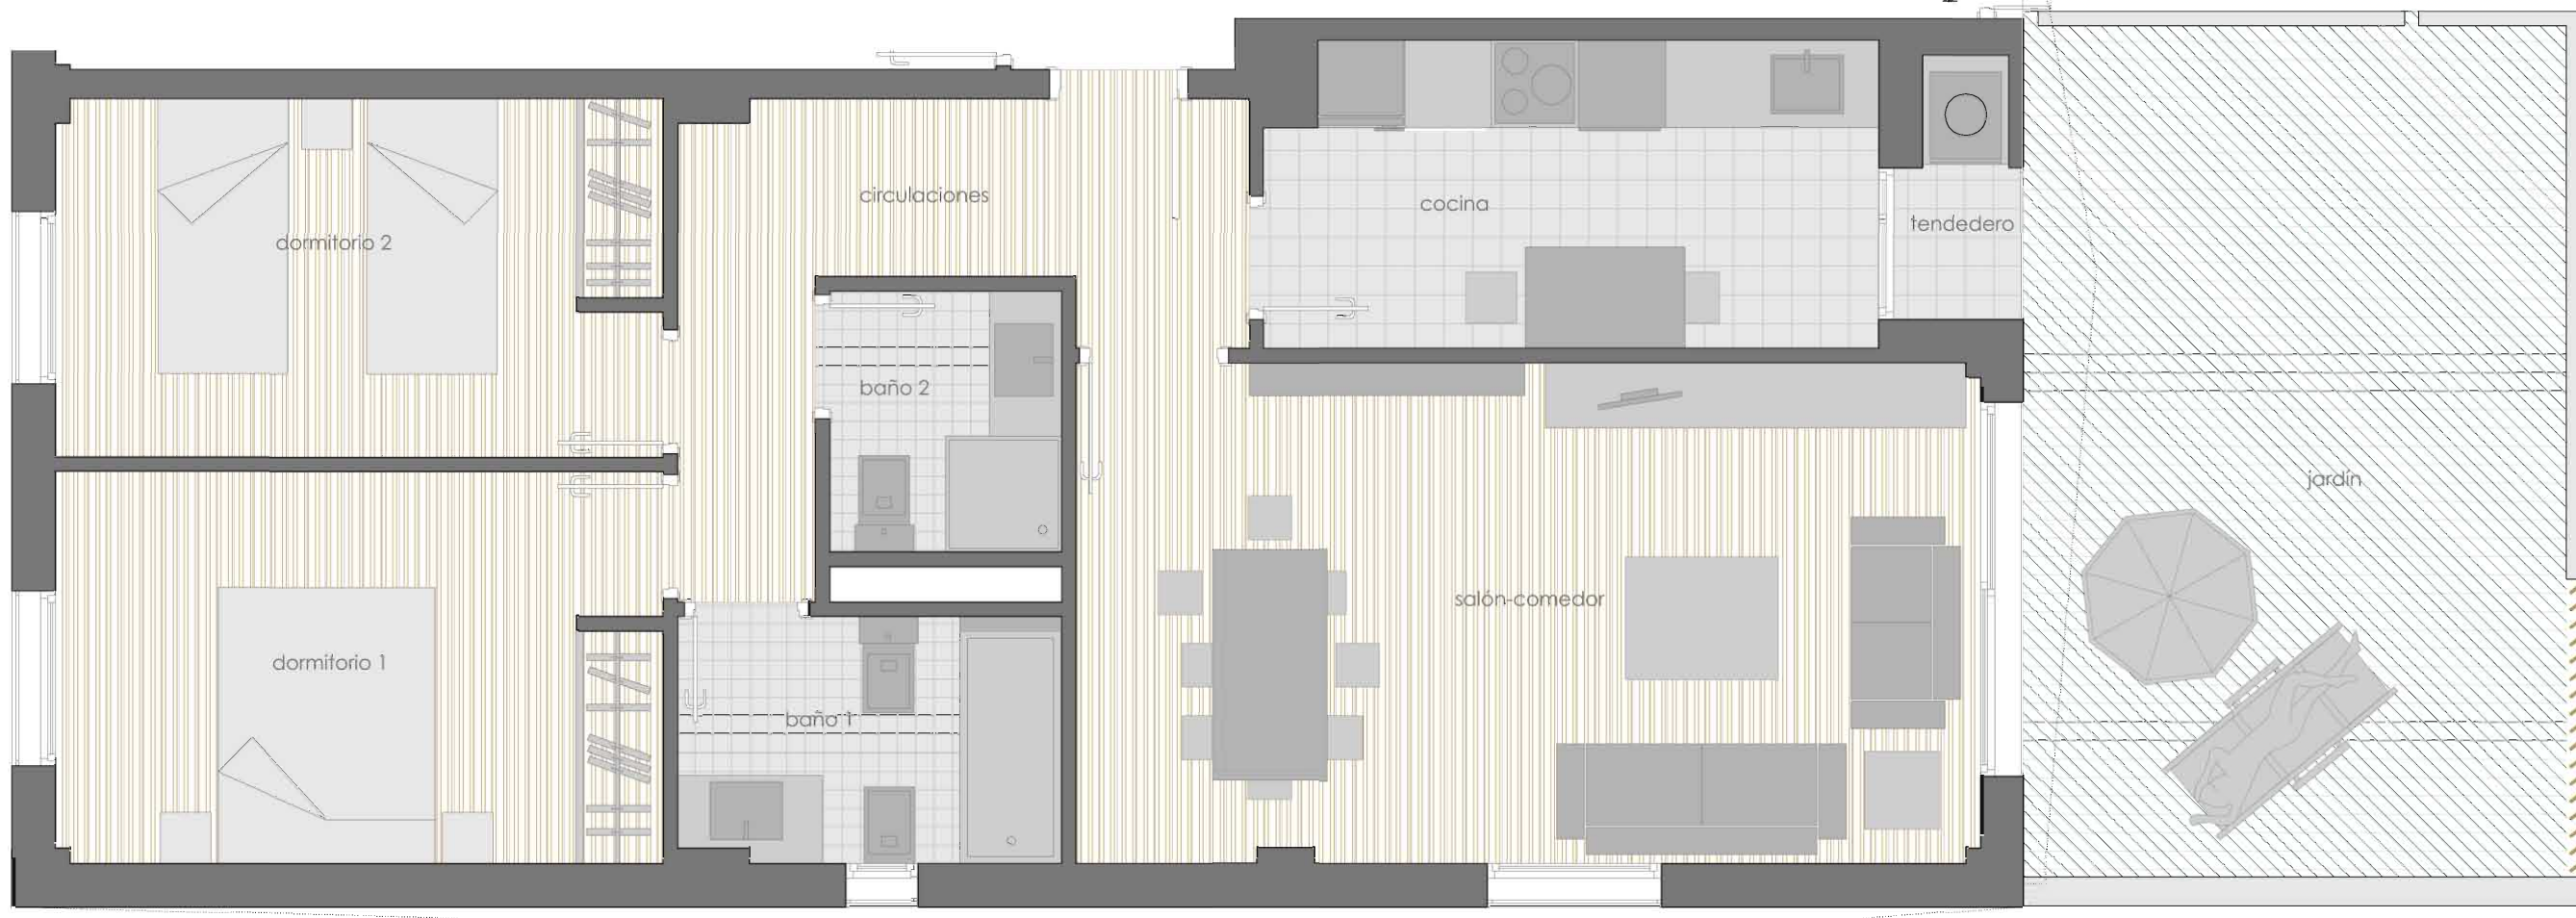 circulaciones
cocina
tendedero
dormitorio 2
baño 2
jardín
salón-comedor
dormitorio 1
baño 1